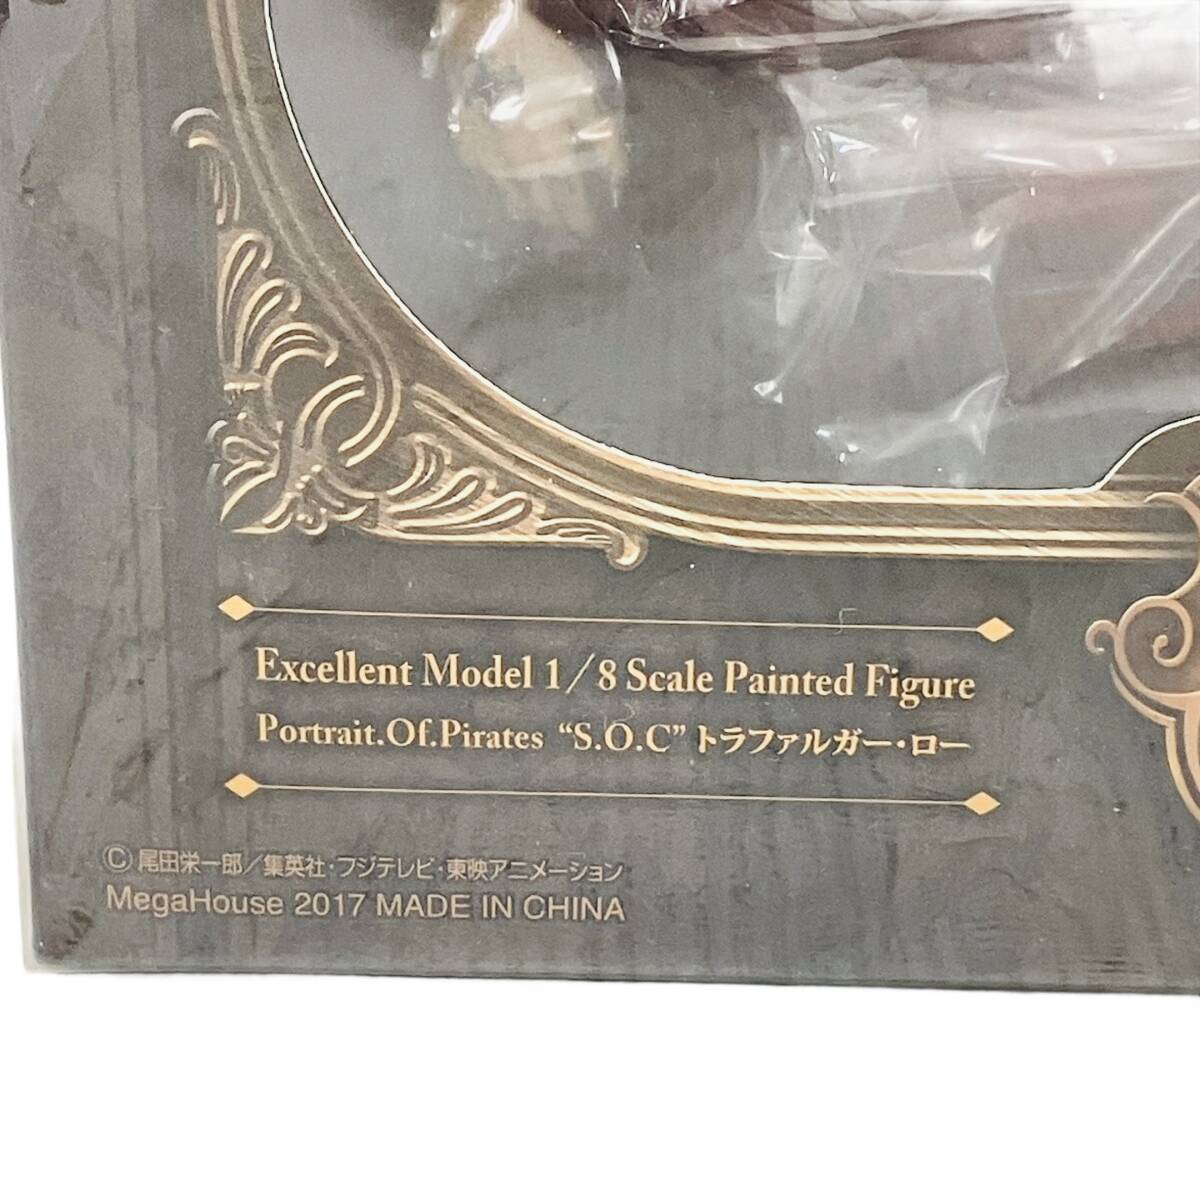 Excellent Model 1/8 Scale Painted Figure
Portrait.Of.Pirates “S.O.C” トラファルガー・ロー
©尾田栄一郎／集英社・フジテレビ・東映アニメーション
MegaHouse 2017 MADE IN CHINA